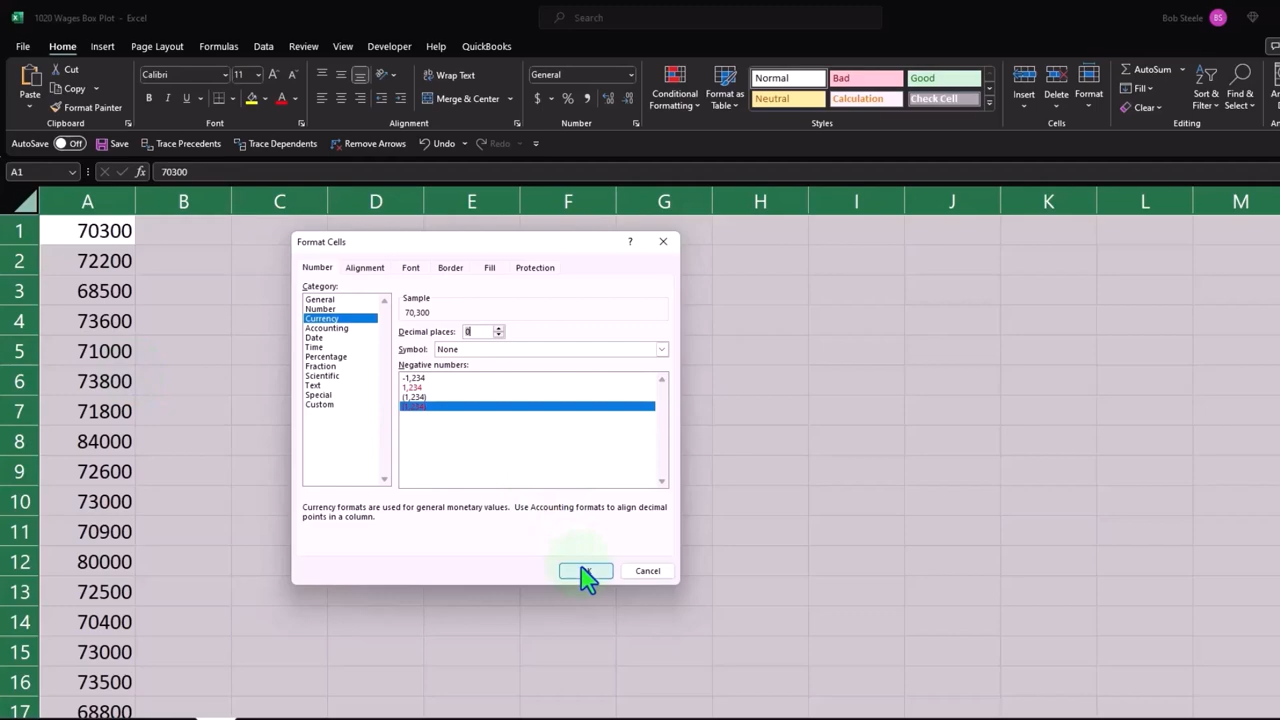 1020 Wages Box Plot - Excel
Search
Bob Steele BS
File Home Insert Page Layout Formulas Data Review View Developer Help QuickBooks
Paste Cut Copy Format Painter Clipboard
Calibri 11 B I U A Font
Wrap Text Merge & Center Alignment
General $ % Number
Conditional Formatting Format as Table
Normal Bad Good
Neutral Calculation Check Cell
Styles
Insert Delete Format Cells
AutoSum Fill Clear Sort & Filter Find & Select Editing
AutoSave Off Save Trace Precedents Trace Dependents Remove Arrows Undo Redo
A1 fx 70300
A B C D E F G H I J K L M
1 70300
2 72200
3 68500
4 73600
5 71000
6 73800
7 71800
8 84000
9 72600
10 73000
11 70900
12 80000
13 72500
14 70400
15 73000
16 73500
17 68800
Format Cells ?
Number Alignment Font Border Fill Protection
Category:
General
Number
Currency
Accounting
Date
Time
Percentage
Fraction
Scientific
Text
Special
Custom
Sample
70,300
Decimal places: 0
Symbol: None
Negative numbers:
-1,234
1,234
(1,234)
(1,234)
Currency formats are used for general monetary values. Use Accounting formats to align decimal
points in a column.
Cancel